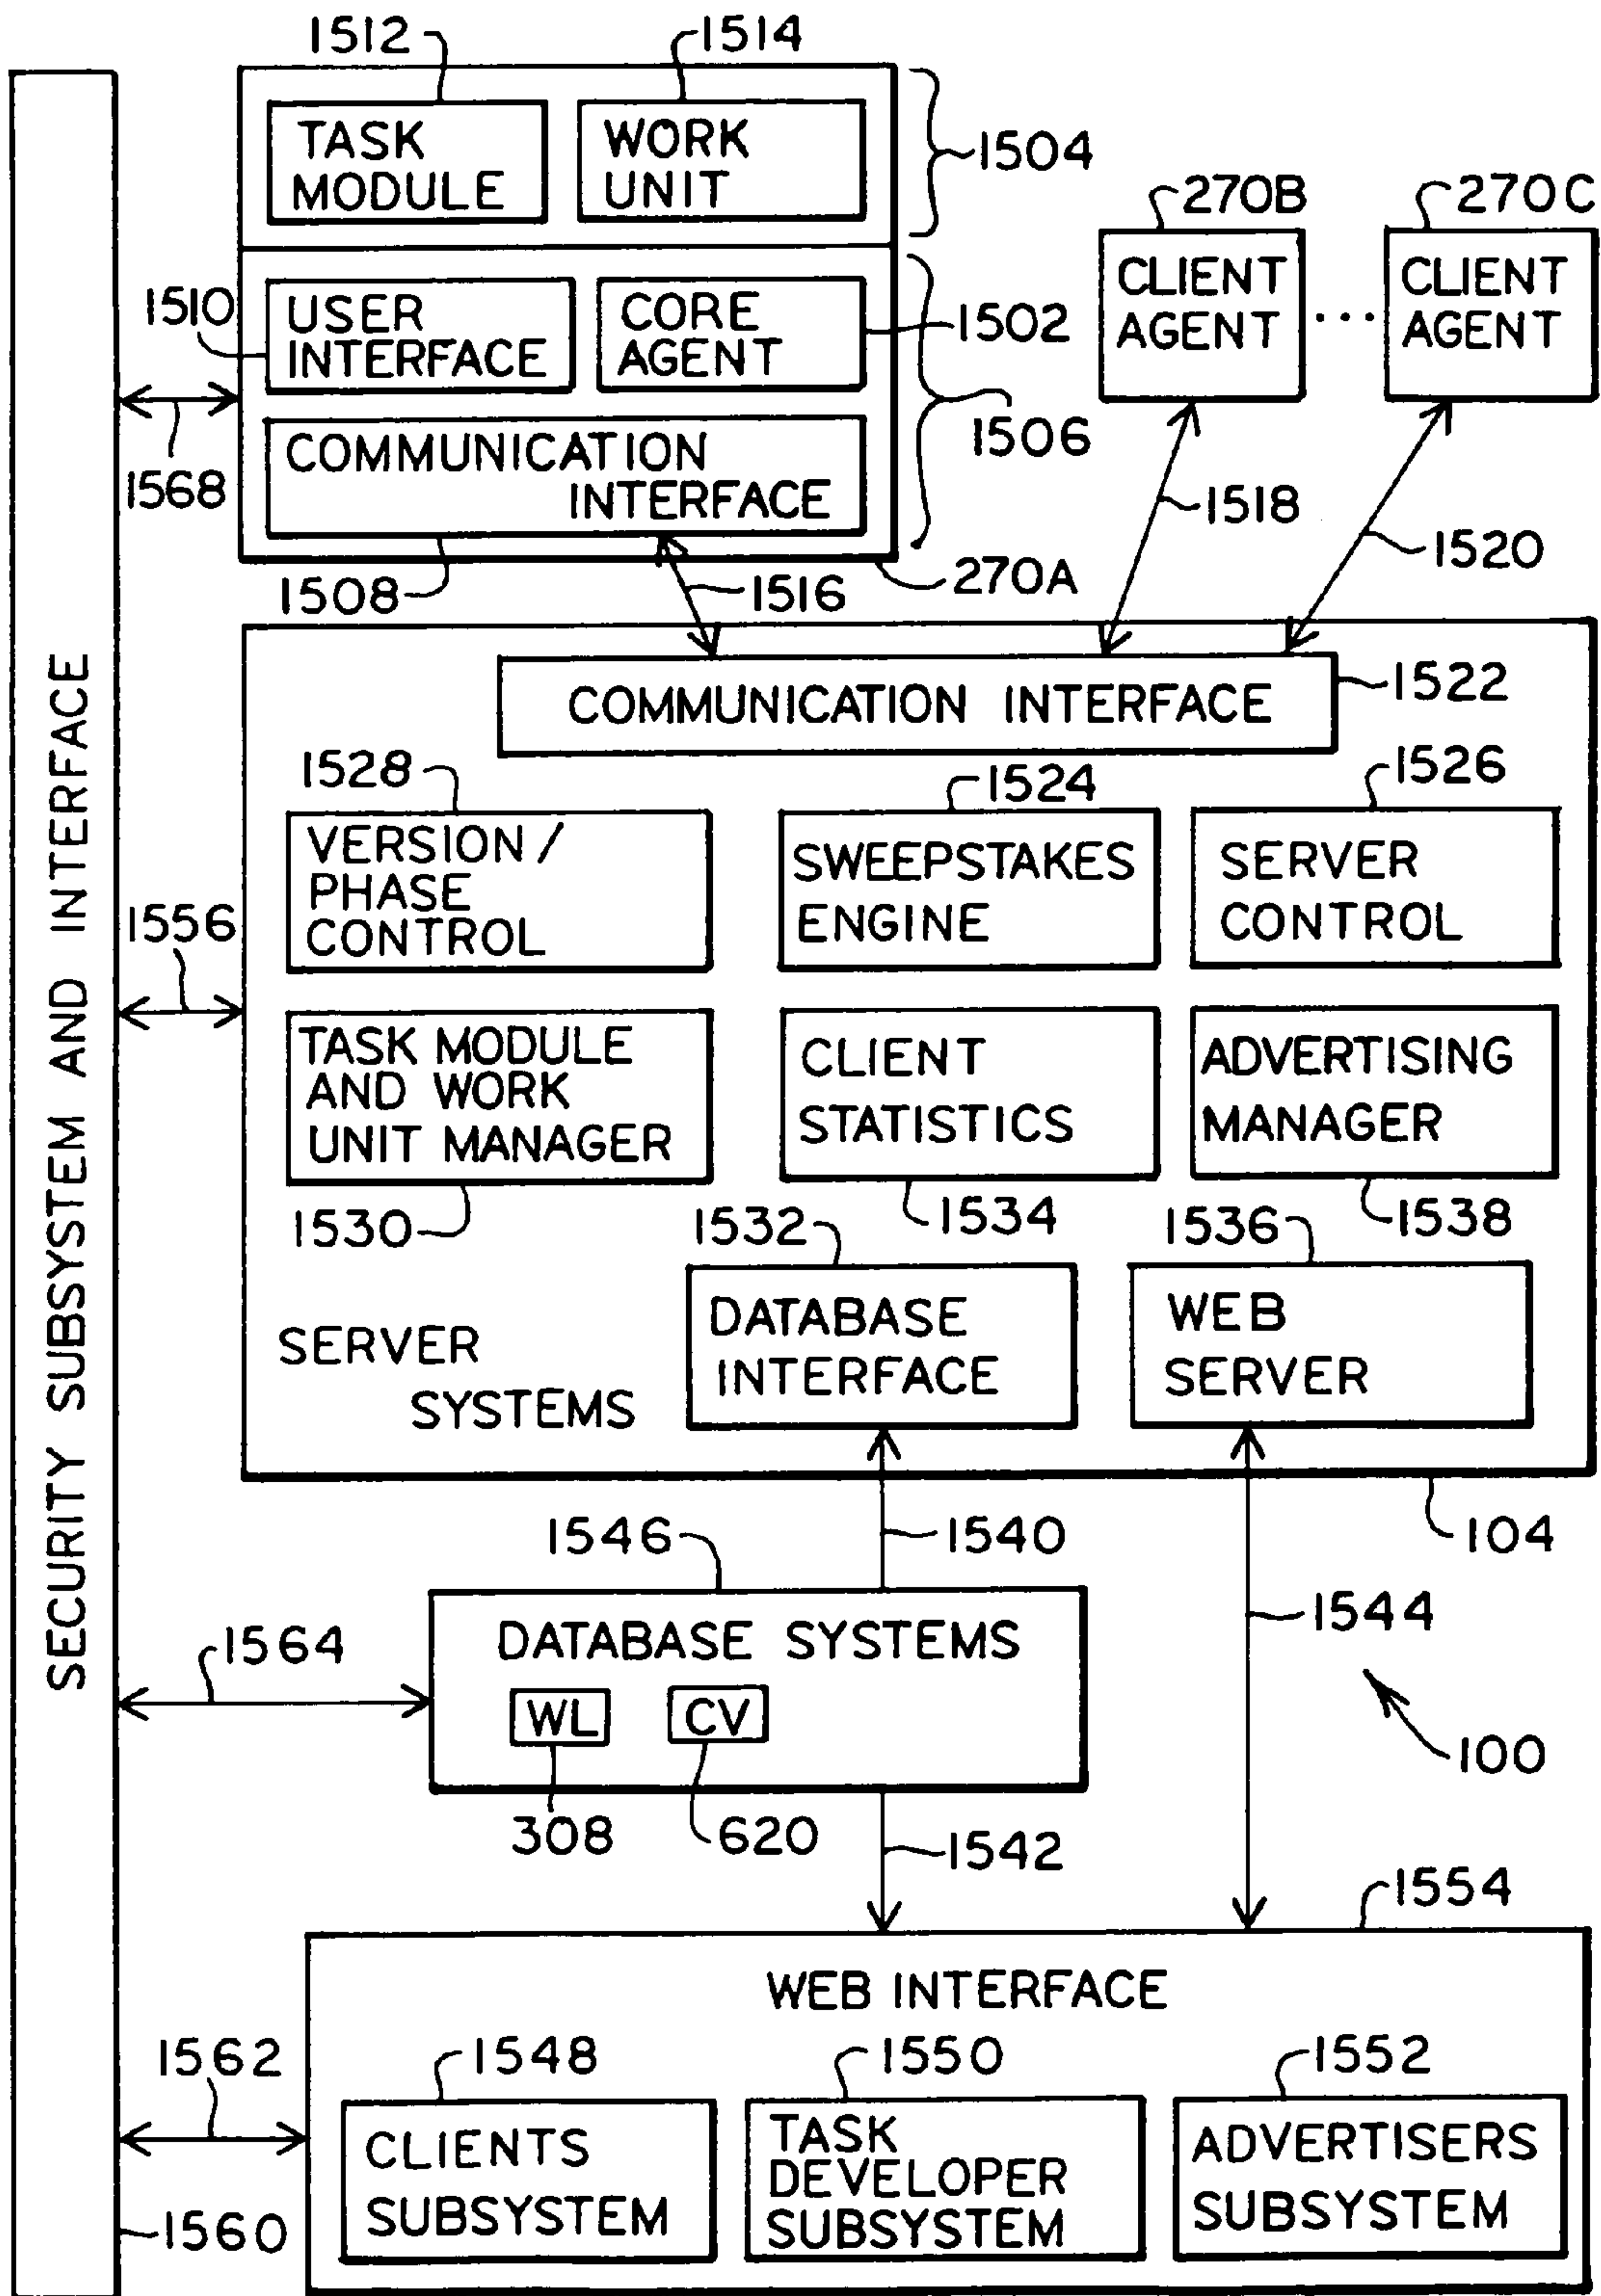 1512
1514
TASK
MODULE
WORK
UNIT
1504
270B
270C
CLIENT
AGENT
...
CLIENT
AGENT
1510
USER
INTERFACE
CORE
AGENT
1502
1506
COMMUNICATION
INTERFACE
1568
1518
1520
1508
1516
270A
SECURITY SUBSYSTEM AND INTERFACE
COMMUNICATION INTERFACE
1522
1528
1524
1526
VERSION/
PHASE
CONTROL
SWEEPSTAKES
ENGINE
SERVER
CONTROL
1556
TASK MODULE
AND WORK
UNIT MANAGER
CLIENT
STATISTICS
ADVERTISING
MANAGER
1530
1532
1534
1536
1538
SERVER
SYSTEMS
DATABASE
INTERFACE
WEB
SERVER
1546
1540
104
1544
1564
DATABASE SYSTEMS
WL
CV
100
308
620
1542
1554
WEB INTERFACE
1562
1548
1550
1552
CLIENTS
SUBSYSTEM
TASK
DEVELOPER
SUBSYSTEM
ADVERTISERS
SUBSYSTEM
1560